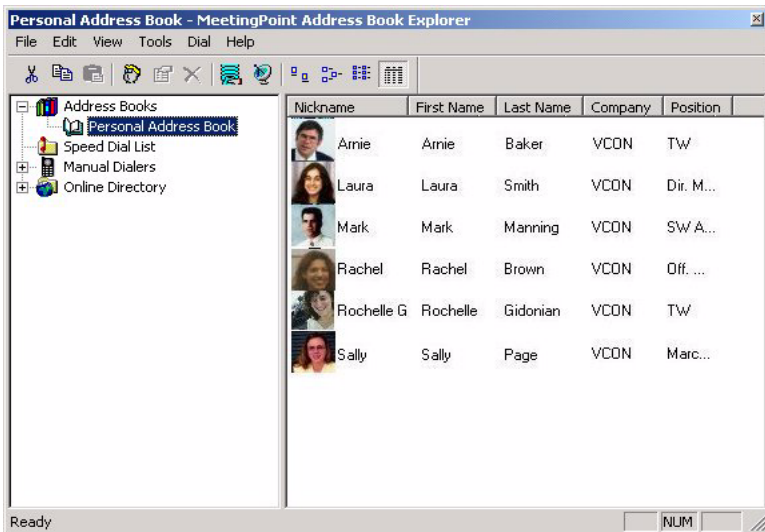 Personal Address Book - MeetingPoint Address Book Explorer
File Edit View Tools Dial Help
Address Books
Personal Address Book
Speed Dial List
Manual Dialers
Online Directory
Nickname First Name Last Name Company Position
Arnie Arnie Baker VCON TW
Laura Laura Smith VCON Dir. M...
Mark Mark Manning VCON SW A...
Rachel Rachel Brown VCON Off. ...
Rochelle G Rochelle Gidonian VCON TW
Sally Sally Page VCON Marc...
Ready NUM